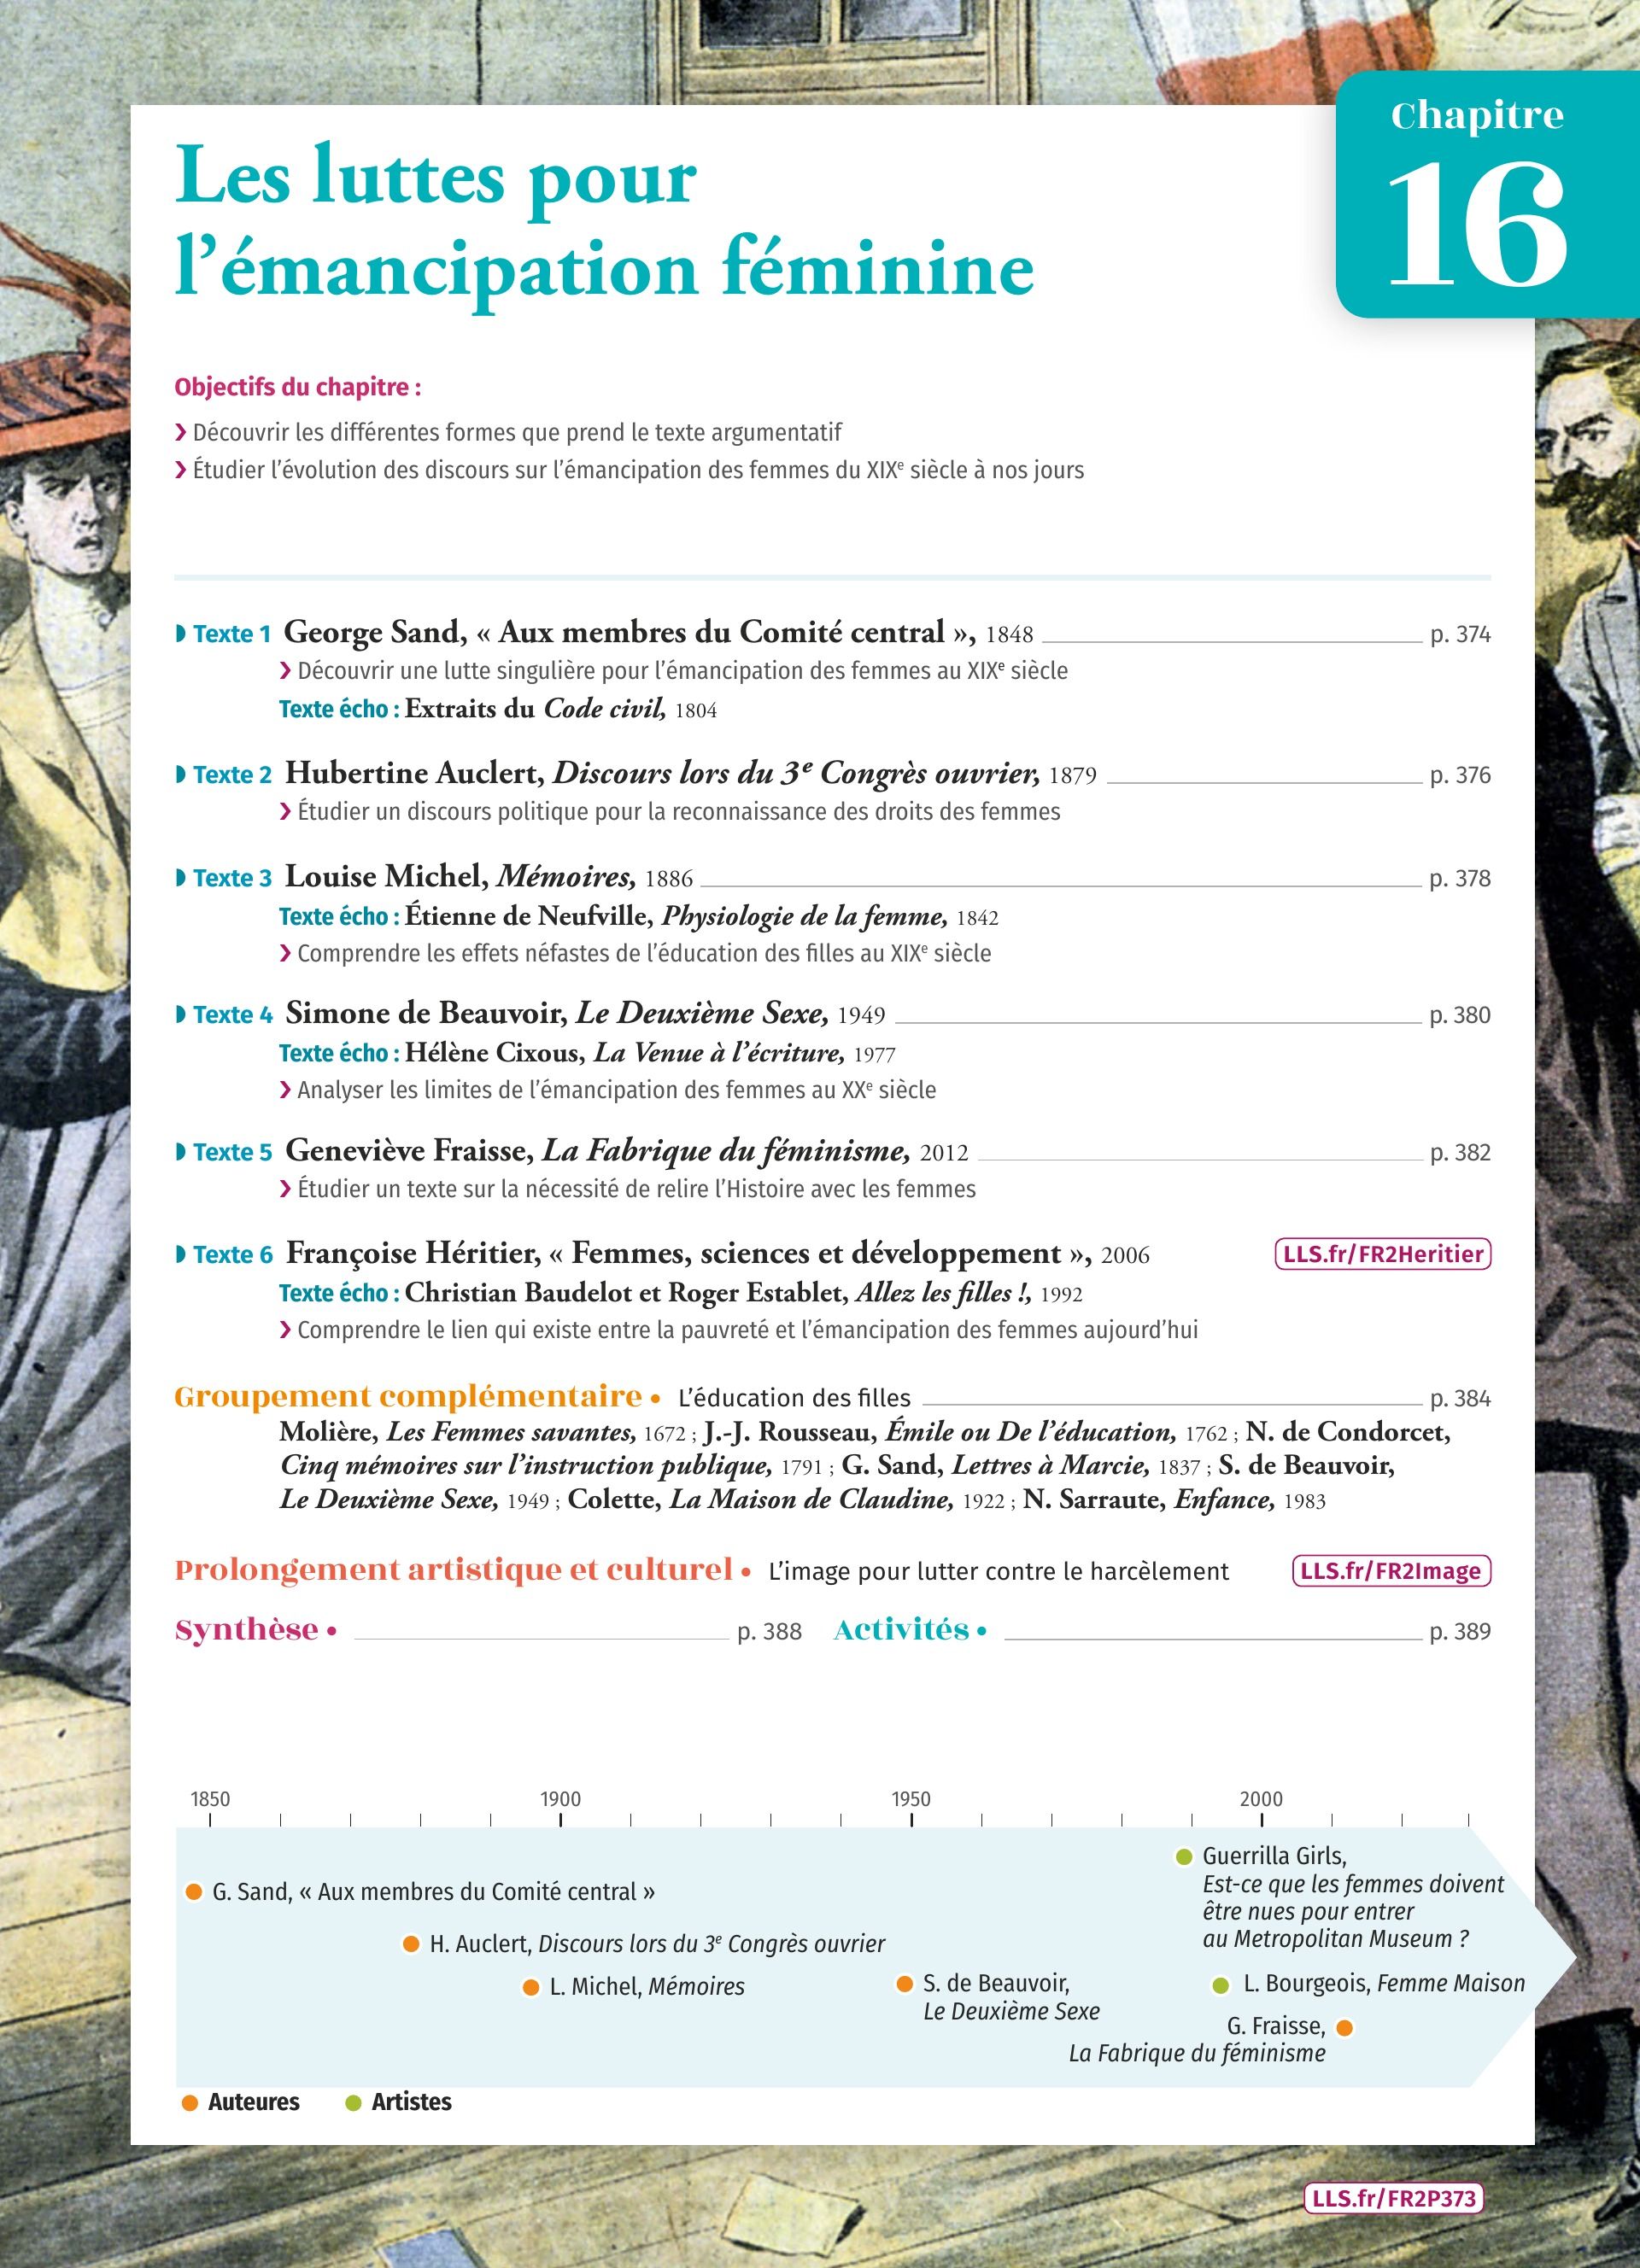 Chapitre
16
Les luttes pour
l’émancipation féminine
Objectifs du chapitre :
› Découvrir les différentes formes que prend le texte argumentatif
› Étudier l’évolution des discours sur l’émancipation des femmes du XIXe siècle à nos jours
Texte 1 George Sand, « Aux membres du Comité central », 1848 p. 374
› Découvrir une lutte singulière pour l’émancipation des femmes au XIXe siècle
Texte écho : Extraits du Code civil, 1804
Texte 2 Hubertine Auclert, Discours lors du 3e Congrès ouvrier, 1879 p. 376
› Étudier un discours politique pour la reconnaissance des droits des femmes
Texte 3 Louise Michel, Mémoires, 1886 p. 378
Texte écho : Étienne de Neufville, Physiologie de la femme, 1842
› Comprendre les effets néfastes de l’éducation des filles au XIXe siècle
Texte 4 Simone de Beauvoir, Le Deuxième Sexe, 1949 p. 380
Texte écho : Hélène Cixous, La Venue à l’écriture, 1977
› Analyser les limites de l’émancipation des femmes au XXe siècle
Texte 5 Geneviève Fraisse, La Fabrique du féminisme, 2012 p. 382
› Étudier un texte sur la nécessité de relire l’Histoire avec les femmes
Texte 6 Françoise Héritier, « Femmes, sciences et développement », 2006 LLS.fr/FR2Heritier
Texte écho : Christian Baudelot et Roger Establet, Allez les filles !, 1992
› Comprendre le lien qui existe entre la pauvreté et l’émancipation des femmes aujourd’hui
Groupement complémentaire • L’éducation des filles p. 384
Molière, Les Femmes savantes, 1672 ; J.-J. Rousseau, Émile ou De l’éducation, 1762 ; N. de Condorcet,
Cinq mémoires sur l’instruction publique, 1791 ; G. Sand, Lettres à Marcie, 1837 ; S. de Beauvoir,
Le Deuxième Sexe, 1949 ; Colette, La Maison de Claudine, 1922 ; N. Sarraute, Enfance, 1983
Prolongement artistique et culturel • L’image pour lutter contre le harcèlement LLS.fr/FR2Image
Synthèse • p. 388 Activités • p. 389
1850 1900 1950 2000
Guerrilla Girls,
Est-ce que les femmes doivent
être nues pour entrer
au Metropolitan Museum ?
G. Sand, « Aux membres du Comité central »
H. Auclert, Discours lors du 3e Congrès ouvrier
L. Michel, Mémoires
S. de Beauvoir,
Le Deuxième Sexe
L. Bourgeois, Femme Maison
G. Fraisse,
La Fabrique du féminisme
Auteures Artistes
LLS.fr/FR2P373